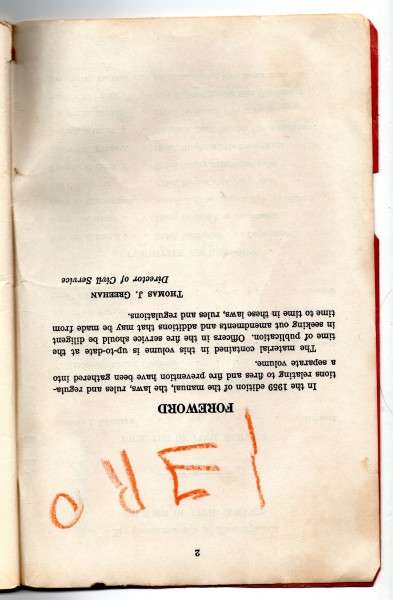 2
FOREWORD
In the 1959 edition of the manual, the laws, rules and regula-
tions relating to fires and fire prevention have been gathered into
a separate volume.
The material contained in this volume is up-to-date at the
time of publication. Officers in the fire service should be diligent
in seeking out amendments and additions that may be made from
time to time in these laws, rules and regulations.
THOMAS J. GREEHAN
Director of Civil Service